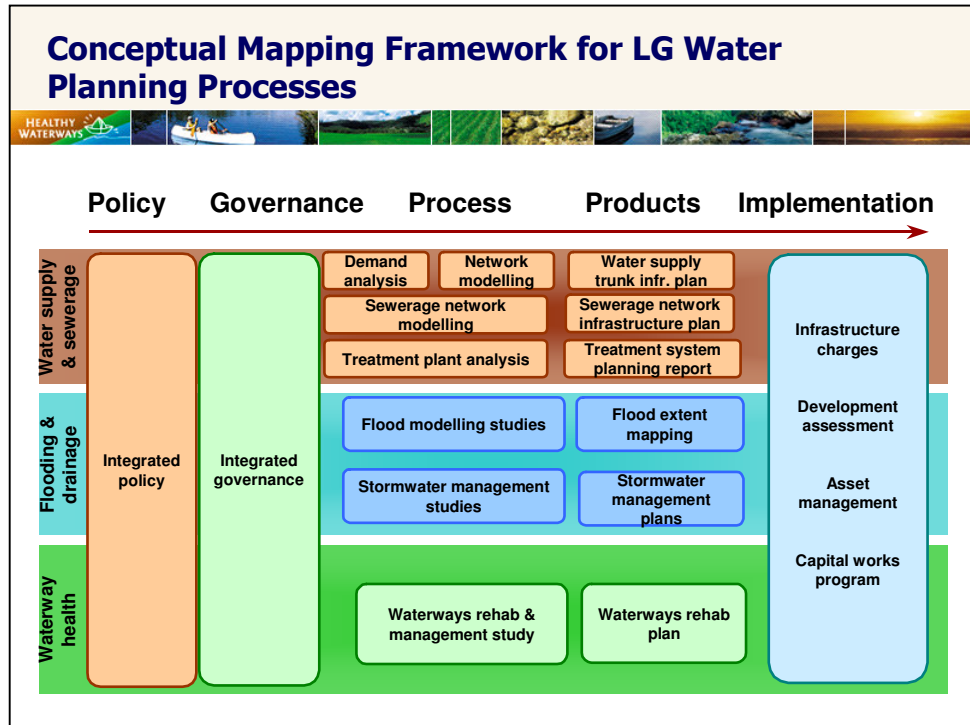 Conceptual Mapping Framework for LG Water
Planning Processes
HEALTHY
WATERWAYS
Policy
Governance
Process
Products
Implementation
Water supply
& sewerage
Flooding &
drainage
Waterway
health
Integrated
policy
Integrated
governance
Demand
analysis
Network
modelling
Water supply
trunk infr. plan
Sewerage network
modelling
Sewerage network
infrastructure plan
Treatment plant analysis
Treatment system
planning report
Flood modelling studies
Flood extent
mapping
Stormwater management
studies
Stormwater
management
plans
Waterways rehab &
management study
Waterways rehab
plan
Infrastructure
charges
Development
assessment
Asset
management
Capital works
program